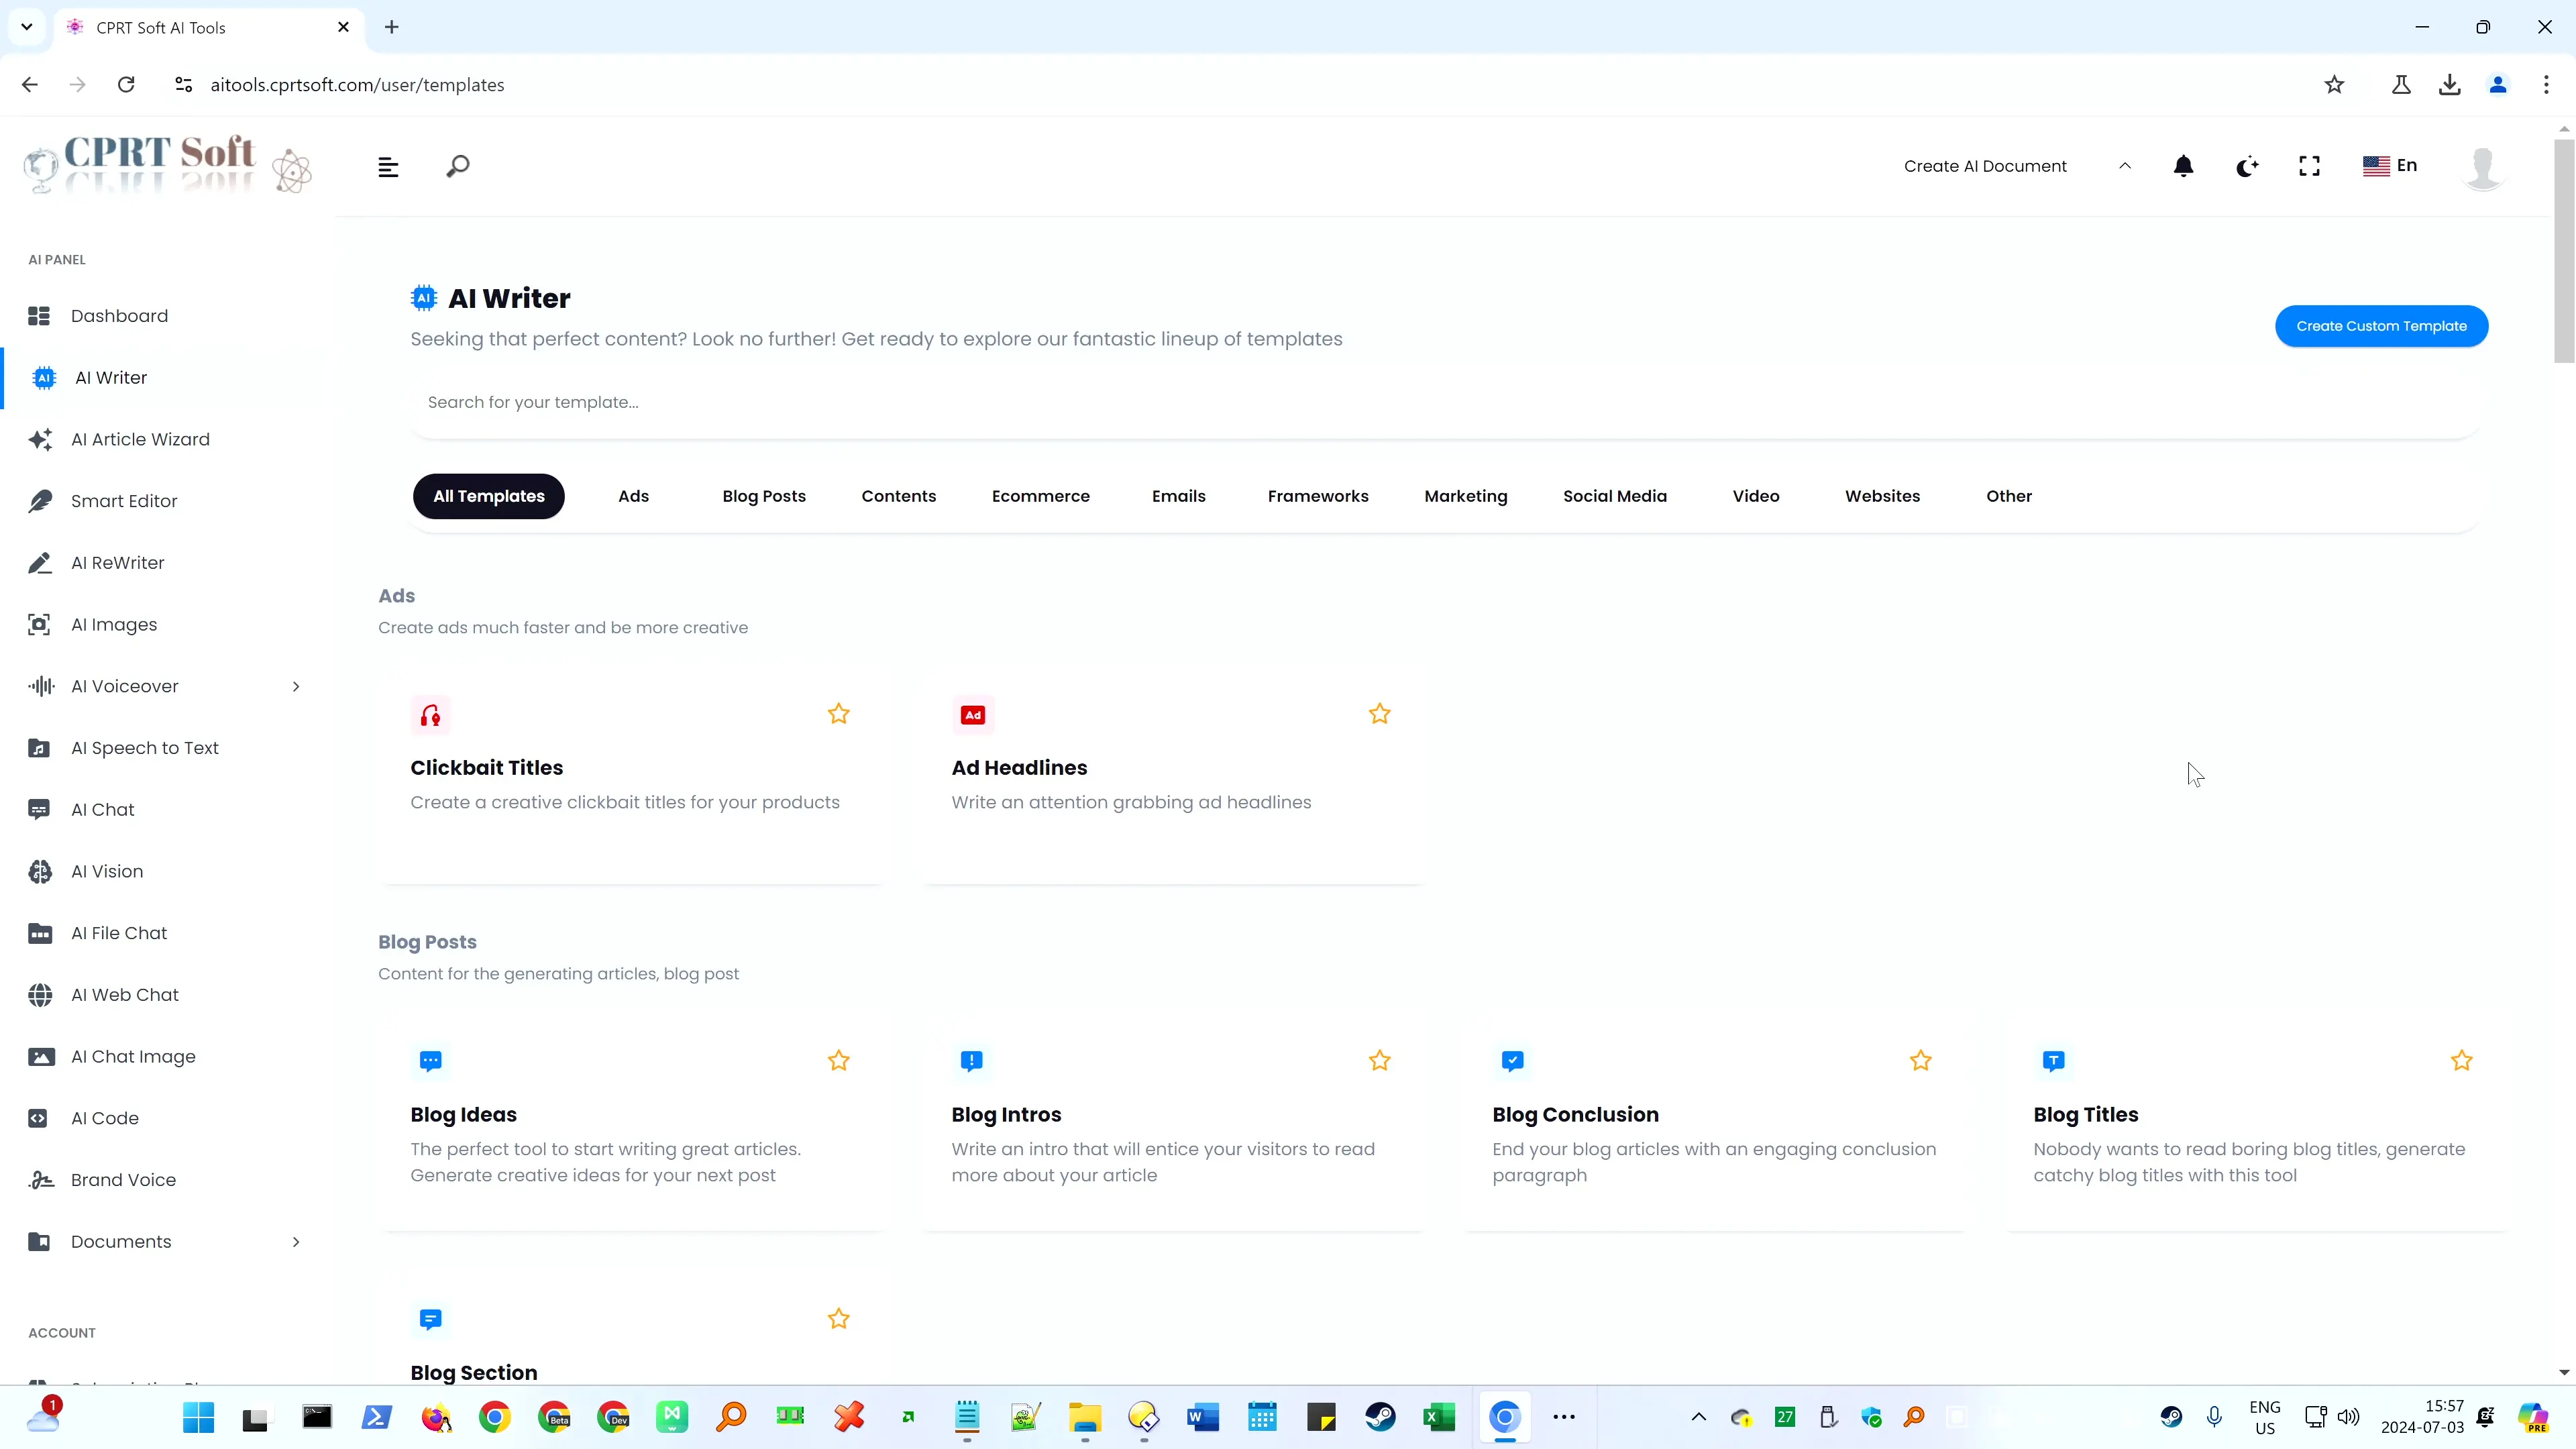 CPRT Soft AI Tools
aitools.cprtsoft.com/user/templates
CPRT Soft
Create AI Document
En
AI PANEL
Dashboard
AI Writer
AI Article Wizard
Smart Editor
AI ReWriter
AI Images
AI Voiceover
AI Speech to Text
AI Chat
AI Vision
AI File Chat
AI Web Chat
AI Chat Image
AI Code
Brand Voice
Documents
ACCOUNT
AI AI Writer
Seeking that perfect content? Look no further! Get ready to explore our fantastic lineup of templates
Create Custom Template
Search for your template...
All Templates Ads Blog Posts Contents Ecommerce Emails Frameworks Marketing Social Media Video Websites Other
Ads
Create ads much faster and be more creative
Clickbait Titles
Create a creative clickbait titles for your products
Ad
Ad Headlines
Write an attention grabbing ad headlines
Blog Posts
Content for the generating articles, blog post
Blog Ideas
The perfect tool to start writing great articles.
Generate creative ideas for your next post
Blog Intros
Write an intro that will entice your visitors to read
more about your article
Blog Conclusion
End your blog articles with an engaging conclusion
paragraph
T
Blog Titles
Nobody wants to read boring blog titles, generate
catchy blog titles with this tool
Blog Section
1
Beta
Dev
27
ENG
US
15:57
2024-07-03
PRE